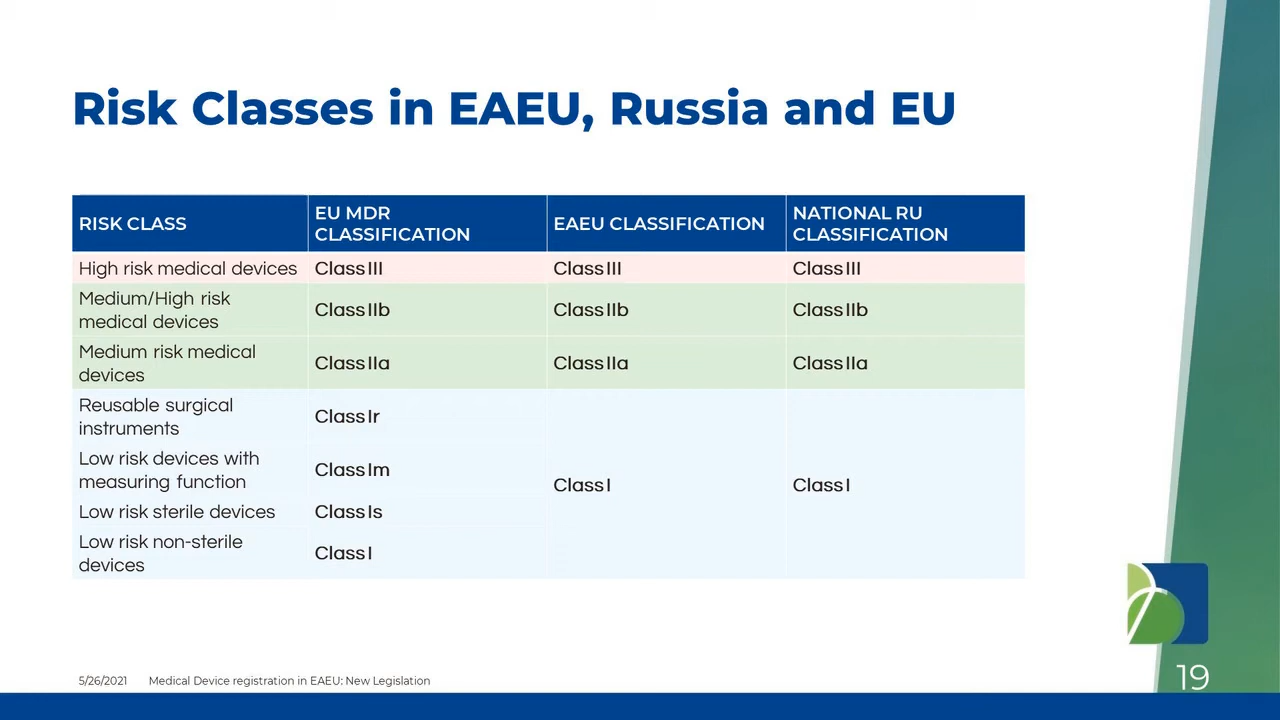 Risk Classes in EAEU, Russia and EU
RISK CLASS
EU MDR
CLASSIFICATION
EAEU CLASSIFICATION
NATIONAL RU
CLASSIFICATION
High risk medical devices
Class III
Class III
Class III
Medium/High risk
medical devices
Class IIb
Class IIb
Class IIb
Medium risk medical
devices
Class IIa
Class IIa
Class IIa
Reusable surgical
instruments
Class Ir
Low risk devices with
measuring function
Class Im
Class I
Class I
Low risk sterile devices
Class Is
Low risk non-sterile
devices
Class I
5/26/2021 Medical Device registration in EAEU: New Legislation
19